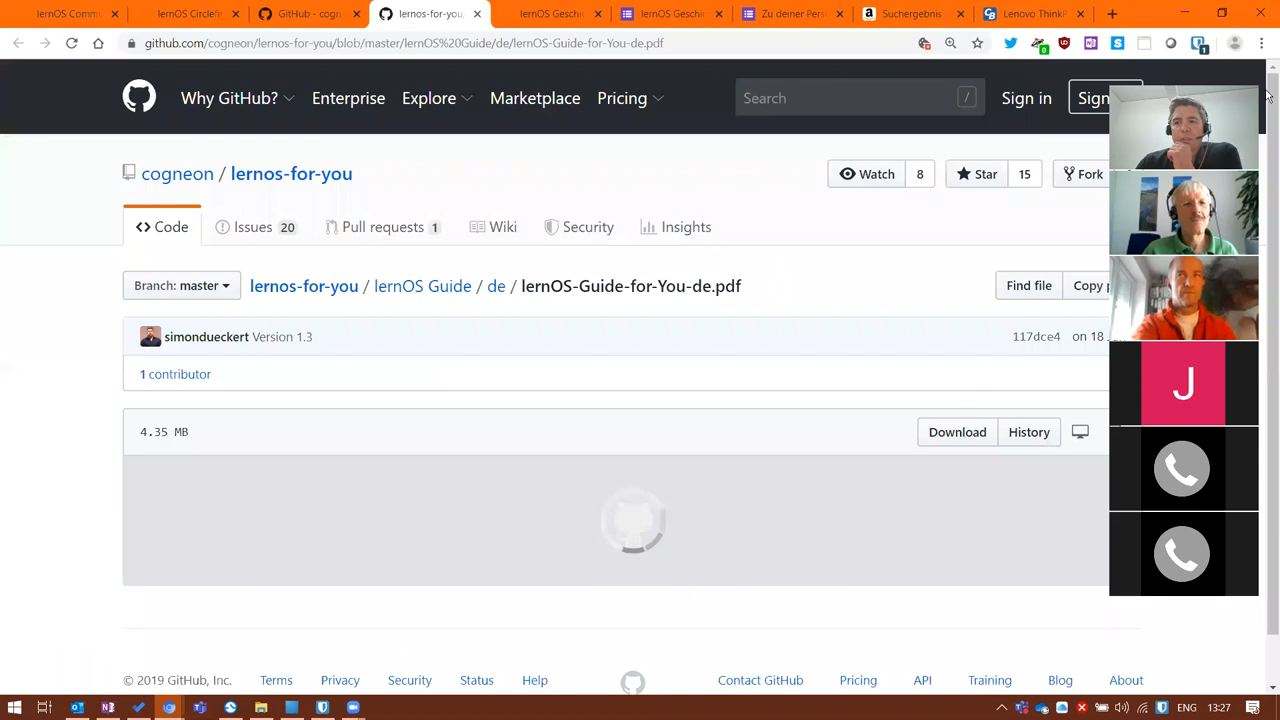 lernOS Commu
lernOS Circlefin
GitHub - cogn
lernos-for-you
lernOS Geschi
lernOS Geschi
Zu deiner Pers
Suchergebnis
Lenovo ThinkP
github.com/cogneon/lernos-for-you/blob/master/lernOS%20Guide/de/lernOS-Guide-for-You-de.pdf
Why GitHub?
Enterprise
Explore
Marketplace
Pricing
Search
/
Sign in
Sign
cogneon / lernos-for-you
Watch 8
Star 15
Fork
Code
Issues 20
Pull requests 1
Wiki
Security
Insights
Branch: master
lernos-for-you / lernOS Guide / de / lernOS-Guide-for-You-de.pdf
Find file
Copy p
simondueckert Version 1.3
117dce4 on 18
1 contributor
4.35 MB
Download
History
J
© 2019 GitHub, Inc.
Terms
Privacy
Security
Status
Help
Contact GitHub
Pricing
API
Training
Blog
About
ENG
13:27